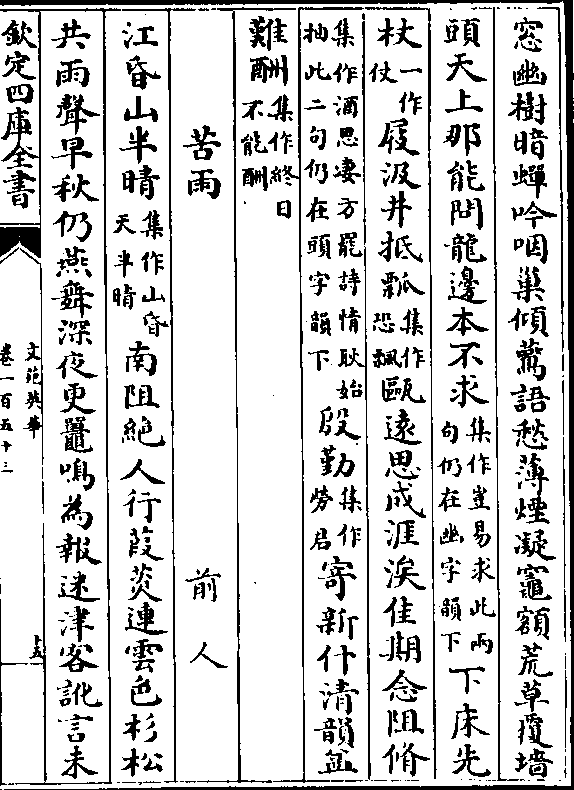 窓幽樹暗蟬吟咽巢傾鷰語愁薄煙凝竈額荒草覆墻
頭天上那能問龍邊本不求集作豈易求此兩句仍在幽字韻下下床先
杖一作仗屐汲井抵瓢集作恐飄甌遠思成涯涘佳期念阻脩
集作酒思凄方罷詩情耿始抽此二句仍在頭字韻下殷勤集作勞君寄新什清韻益
難酬集作終日不能酬
苦雨 前人
江昏山半晴集作山昏天半晴南阻絶人行葭菼連雲色杉松
共雨聲早秋仍燕舞深夜更鼉鳴為報迷津客訛言未
欽定四庫全書
文苑英華
卷一百五十三